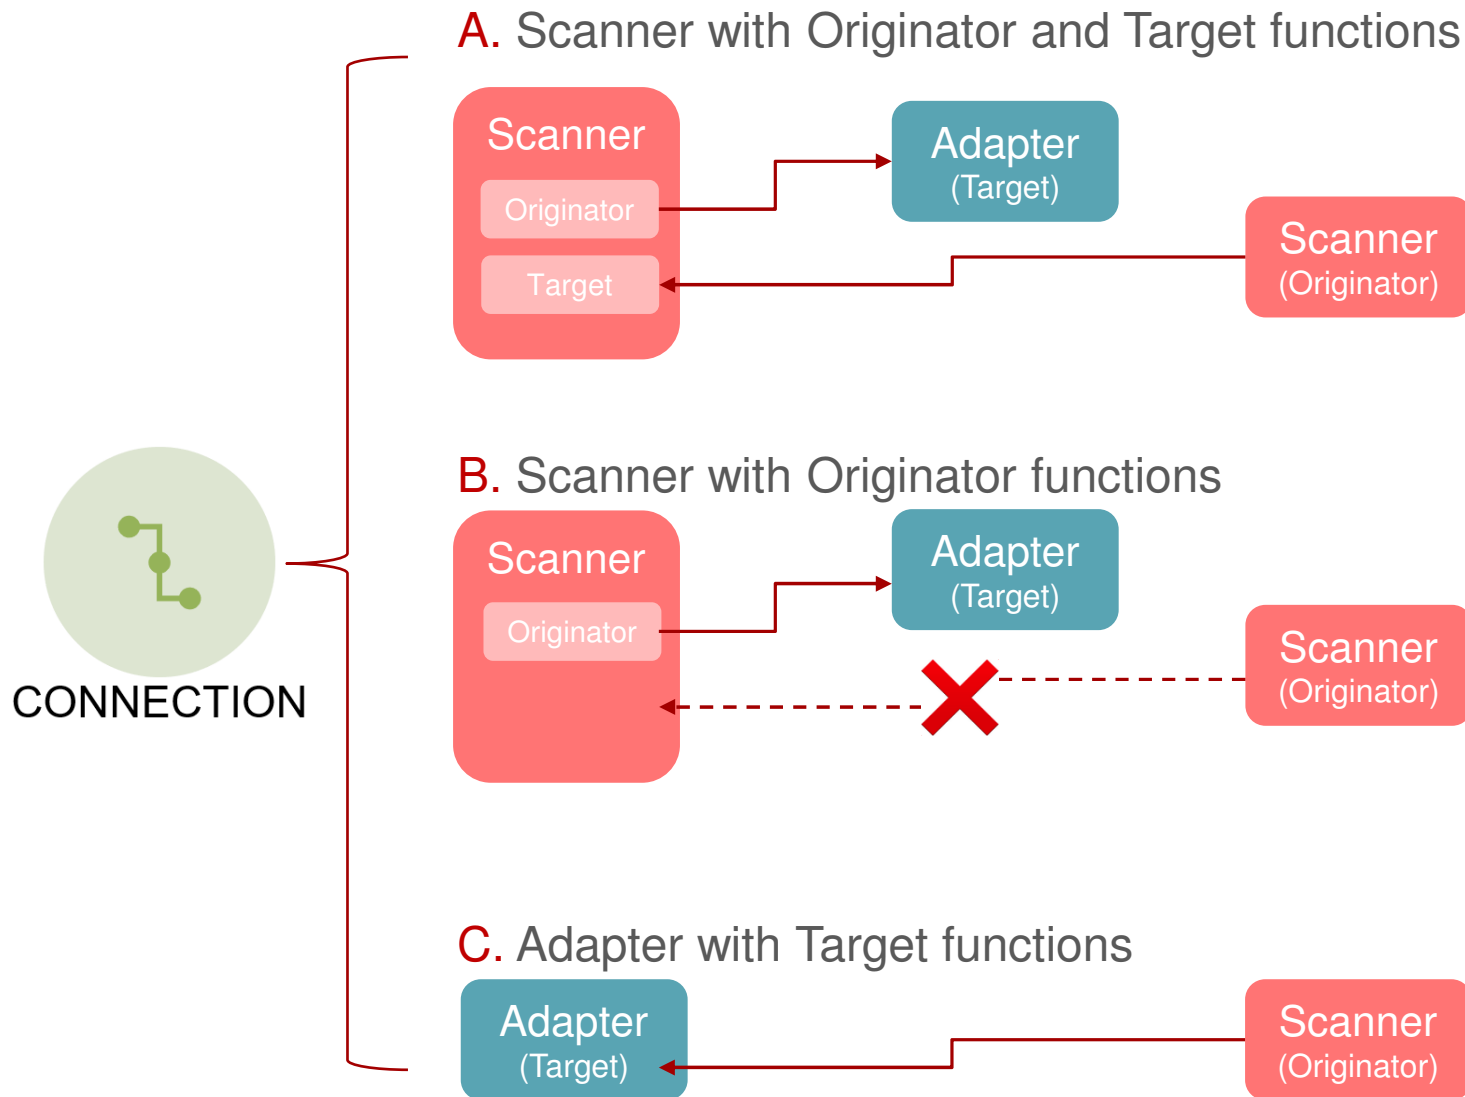 A. Scanner with Originator and Target functions
Scanner
Originator
Target
Adapter
(Target)
Scanner
(Originator)
CONNECTION
B. Scanner with Originator functions
Scanner
Originator
Adapter
(Target)
Scanner
(Originator)
C. Adapter with Target functions
Adapter
(Target)
Scanner
(Originator)